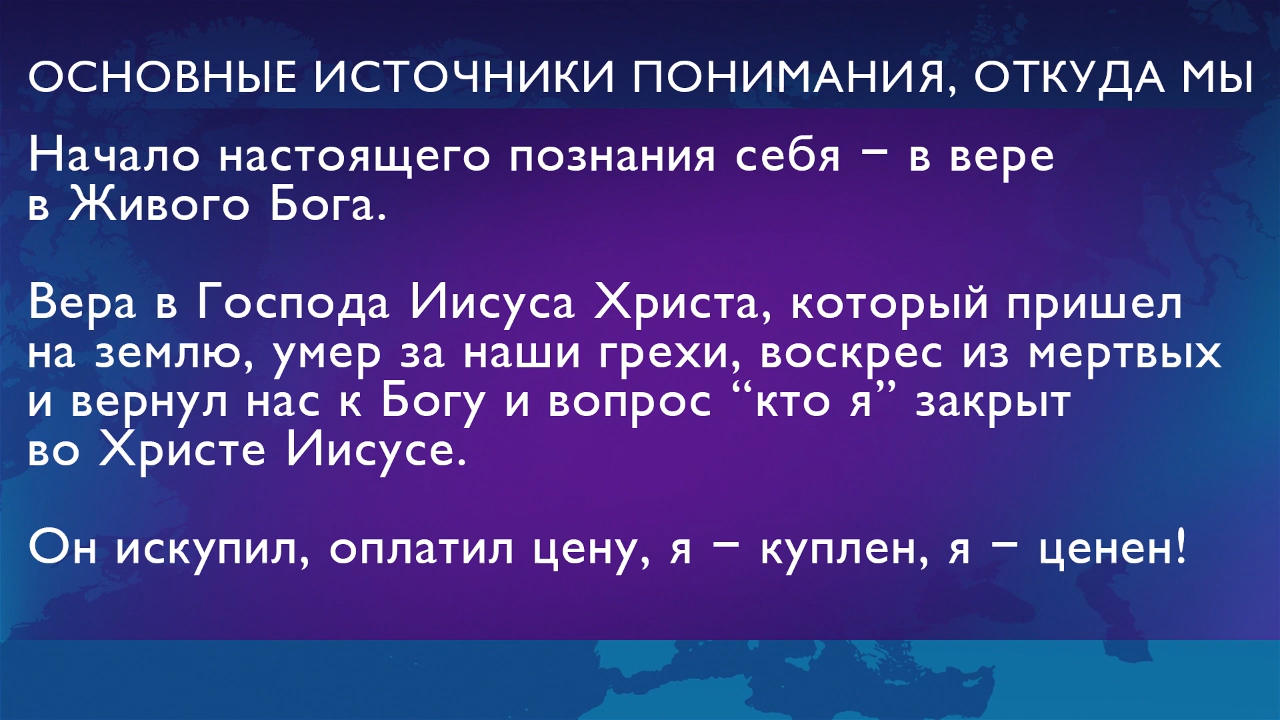 ОСНОВНЫЕ ИСТОЧНИКИ ПОНИМАНИЯ, ОТКУДА МЫ
Начало настоящего познания себя – в вере
в Живого Бога.
Вера в Господа Иисуса Христа, который пришел
на землю, умер за наши грехи, воскрес из мертвых
и вернул нас к Богу и вопрос “кто я” закрыт
во Христе Иисусе.
Он искупил, оплатил цену, я – куплен, я – ценен!